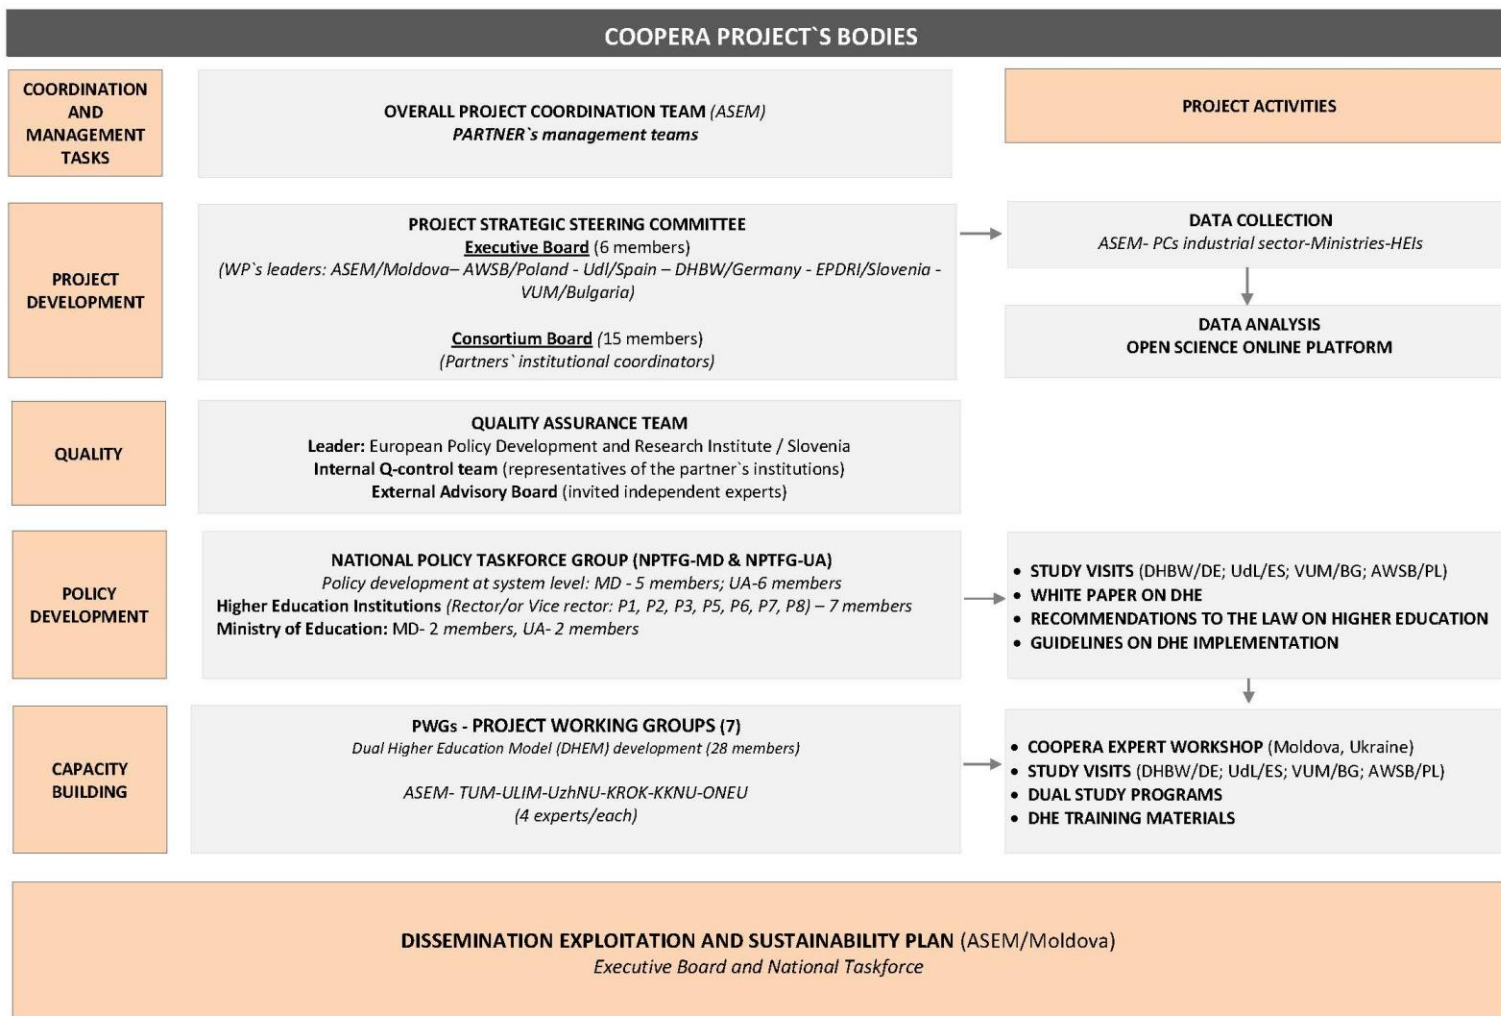 COOPERA PROJECT`S BODIES
COORDINATION
AND
MANAGEMENT
TASKS
OVERALL PROJECT COORDINATION TEAM (ASEM)
PARTNER`s management teams
PROJECT ACTIVITIES
PROJECT
DEVELOPMENT
PROJECT STRATEGIC STEERING COMMITTEE
Executive Board (6 members)
(WP`s leaders: ASEM/Moldova– AWSB/Poland - Udl/Spain – DHBW/Germany - EPDRI/Slovenia -
VUM/Bulgaria)
Consortium Board (15 members)
(Partners` institutional coordinators)
DATA COLLECTION
ASEM- PCs industrial sector-Ministries-HEIs
DATA ANALYSIS
OPEN SCIENCE ONLINE PLATFORM
QUALITY
QUALITY ASSURANCE TEAM
Leader: European Policy Development and Research Institute / Slovenia
Internal Q-control team (representatives of the partner`s institutions)
External Advisory Board (invited independent experts)
POLICY
DEVELOPMENT
NATIONAL POLICY TASKFORCE GROUP (NPTFG-MD & NPTFG-UA)
Policy development at system level: MD - 5 members; UA-6 members
Higher Education Institutions (Rector/or Vice rector: P1, P2, P3, P5, P6, P7, P8) – 7 members
Ministry of Education: MD- 2 members, UA- 2 members
• STUDY VISITS (DHBW/DE; UdL/ES; VUM/BG; AWSB/PL)
• WHITE PAPER ON DHE
• RECOMMENDATIONS TO THE LAW ON HIGHER EDUCATION
• GUIDELINES ON DHE IMPLEMENTATION
CAPACITY
BUILDING
PWGs - PROJECT WORKING GROUPS (7)
Dual Higher Education Model (DHEM) development (28 members)
ASEM- TUM-ULIM-UzhNU-KROK-KKNU-ONEU
(4 experts/each)
• COOPERA EXPERT WORKSHOP (Moldova, Ukraine)
• STUDY VISITS (DHBW/DE; UdL/ES; VUM/BG; AWSB/PL)
• DUAL STUDY PROGRAMS
• DHE TRAINING MATERIALS
DISSEMINATION EXPLOITATION AND SUSTAINABILITY PLAN (ASEM/Moldova)
Executive Board and National Taskforce